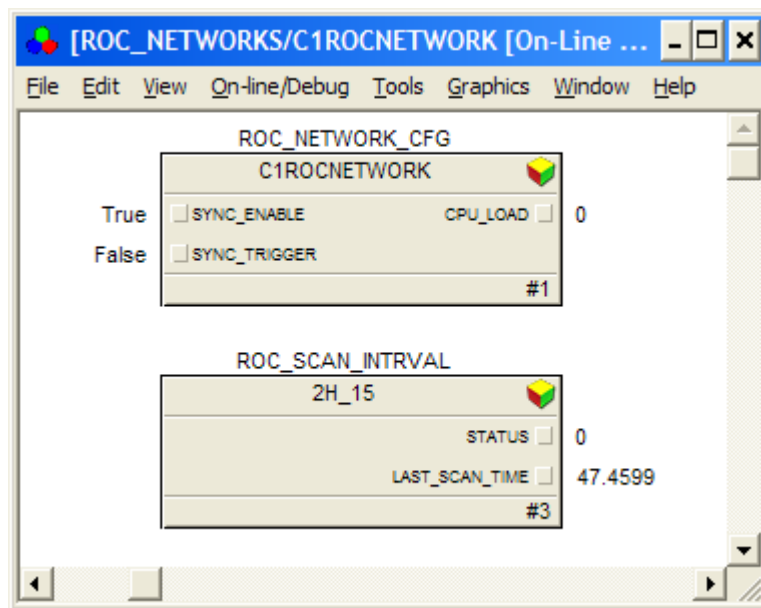 [ROC_NETWORKS/C1ROCNETWORK [On-Line ...
File Edit View On-line/Debug Tools Graphics Window Help
ROC_NETWORK_CFG
C1ROCNETWORK
True SYNC_ENABLE CPU_LOAD 0
False SYNC_TRIGGER
#1
ROC_SCAN_INTRVAL
2H_15
STATUS 0
LAST_SCAN_TIME 47.4599
#3